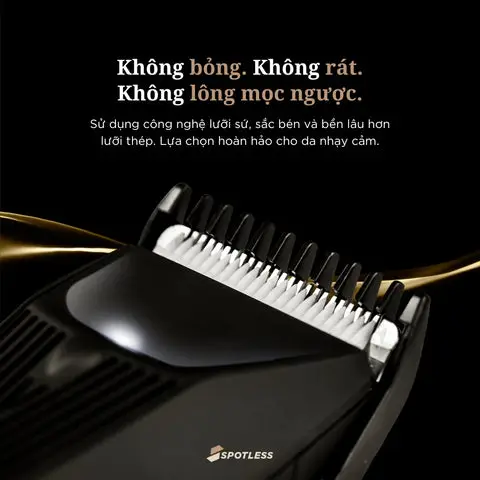 Không bỏng. Không rát.
Không lông mọc ngược.
Sử dụng công nghệ lưỡi sứ, sắc bén và bền lâu hơn
lưỡi thép. Lựa chọn hoàn hảo cho da nhạy cảm.
SPOTLESS